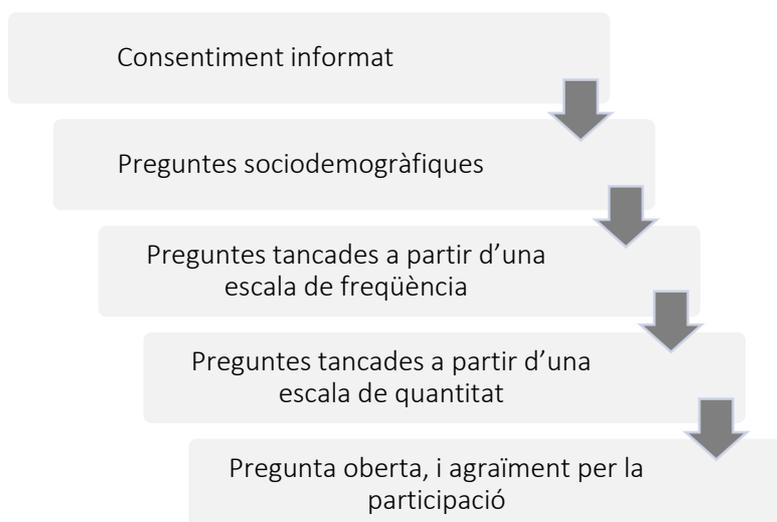 Consentiment informat
Preguntes sociodemogràfiques
Preguntes tancades a partir d’una
escala de freqüència
Preguntes tancades a partir d’una
escala de quantitat
Pregunta oberta, i agraïment per la
participació